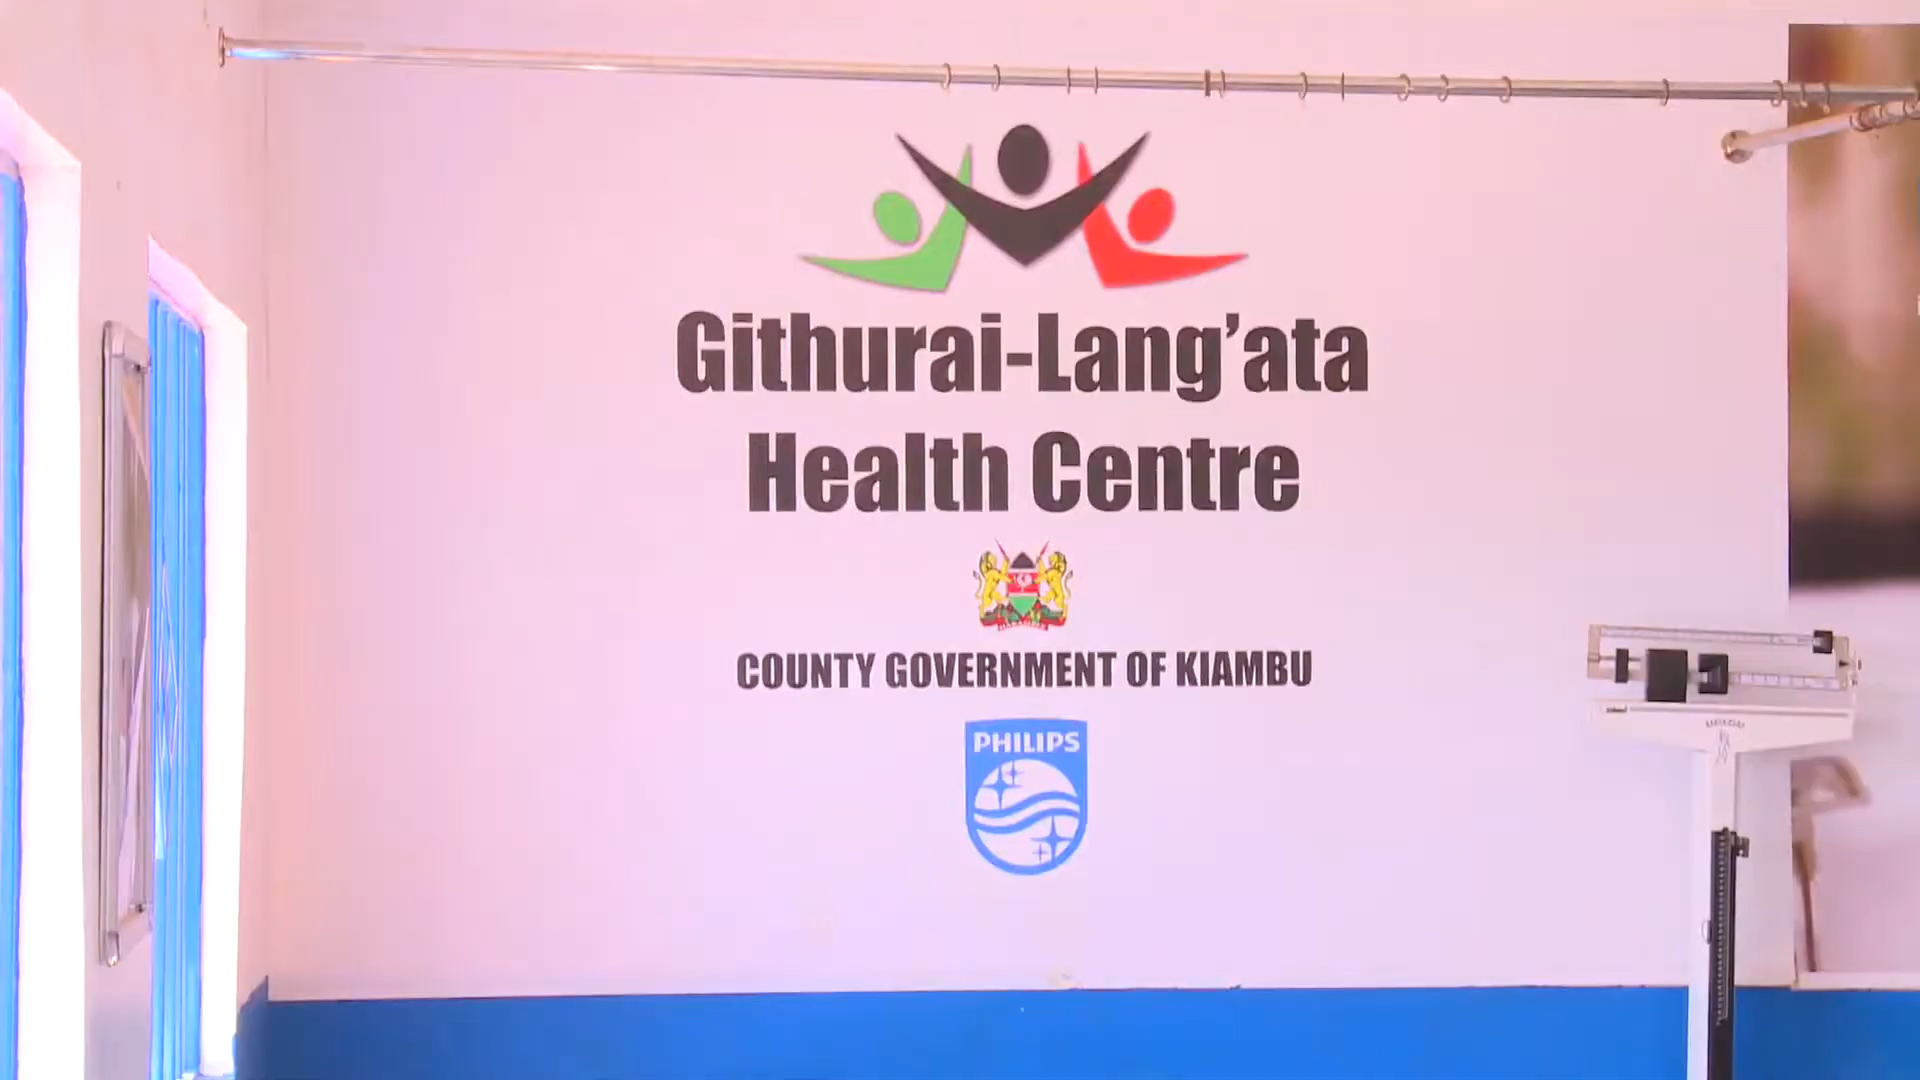 Githurai-Lang’ata
Health Centre
COUNTY GOVERNMENT OF KIAMBU
PHILIPS